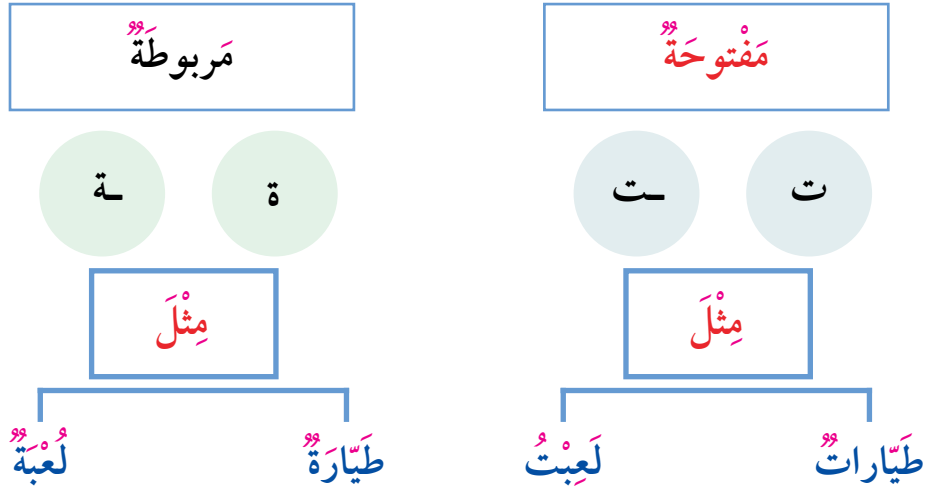 مَفْتوحَةٌ مَربوطَةٌ
ت ـت ة ـة
مِثْلَ مِثْلَ
طَيّاراتٌ لَعِبْتُ طَيّارَةٌ لُعْبَةٌ